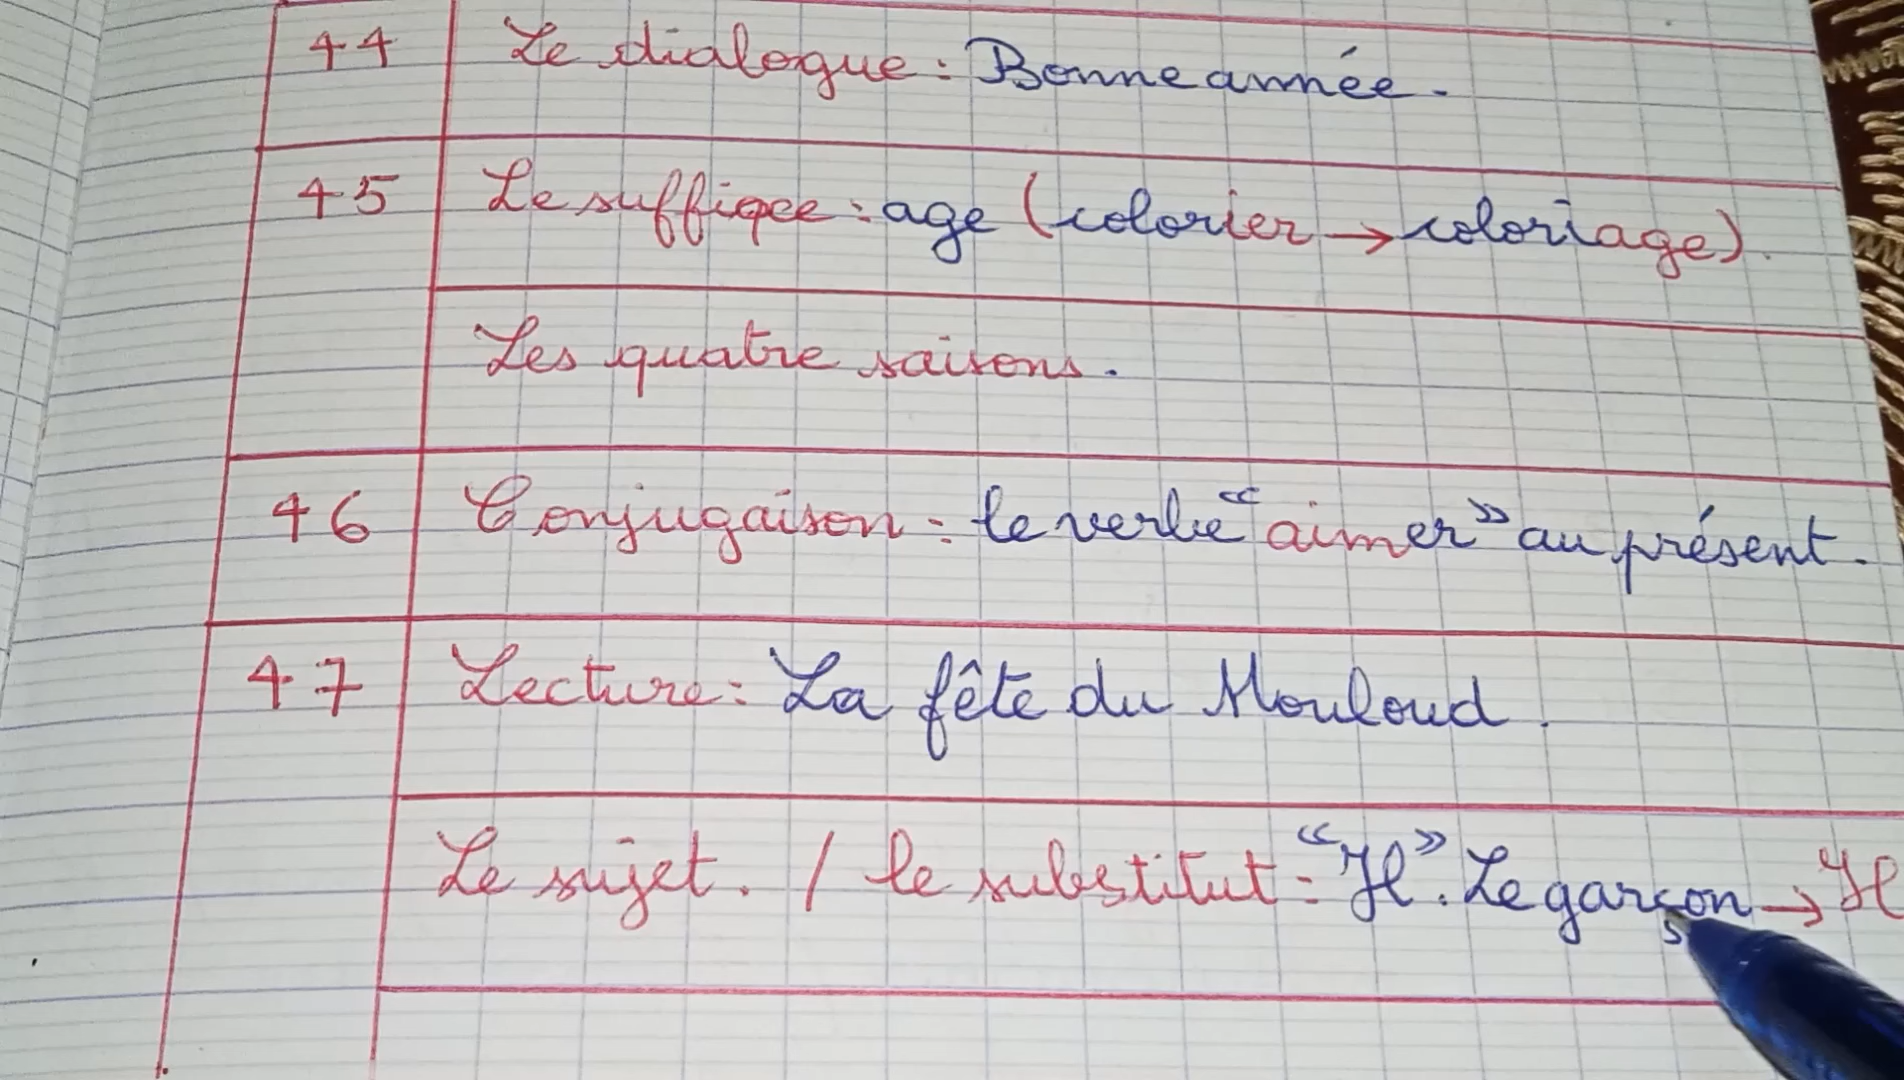 44 Le dialogue : Bonne année.
45 Le suffixe : age (colorier → coloriage).
Les quatre saisons.
46 Conjugaison : le verbe « aimer » au présent.
47 Lecture : La fête du Mouloud.
Le sujet. / le substitut : « Il ». Le garçon → Il